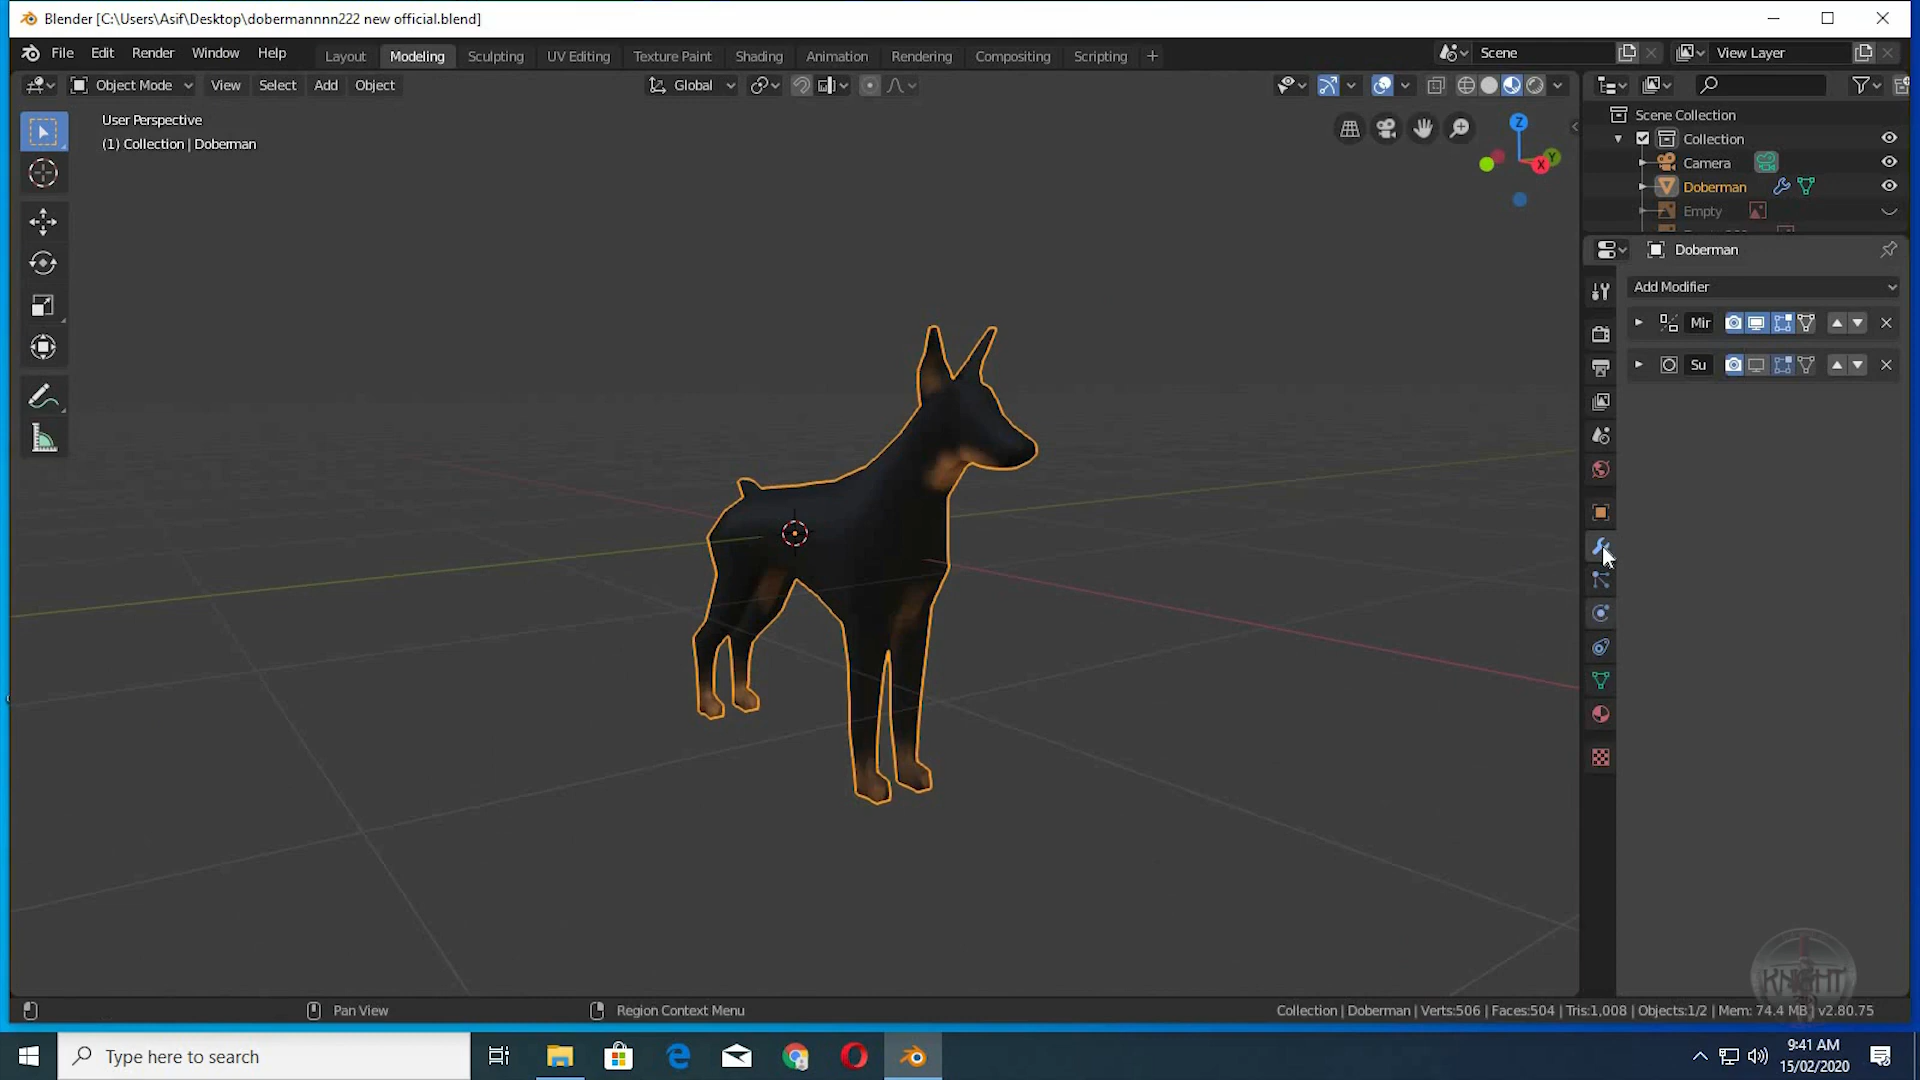 Blender [C:\Users\Asif\Desktop\dobermannnn222 new official.blend]
File Edit Render Window Help Layout Modeling Sculpting UV Editing Texture Paint Shading Animation Rendering Compositing Scripting + Scene View Layer
Object Mode View Select Add Object Global
User Perspective
(1) Collection | Doberman
Z
Y
X
Scene Collection
Collection
Camera
Doberman
Empty
Doberman
Add Modifier
Mir
Su
KNIGHT
Pan View Region Context Menu Collection | Doberman | Verts:506 | Faces:504 | Tris:1,008 | Objects:1/2 | Mem: 74.4 MB | v2.80.75
Type here to search
9:41 AM
15/02/2020